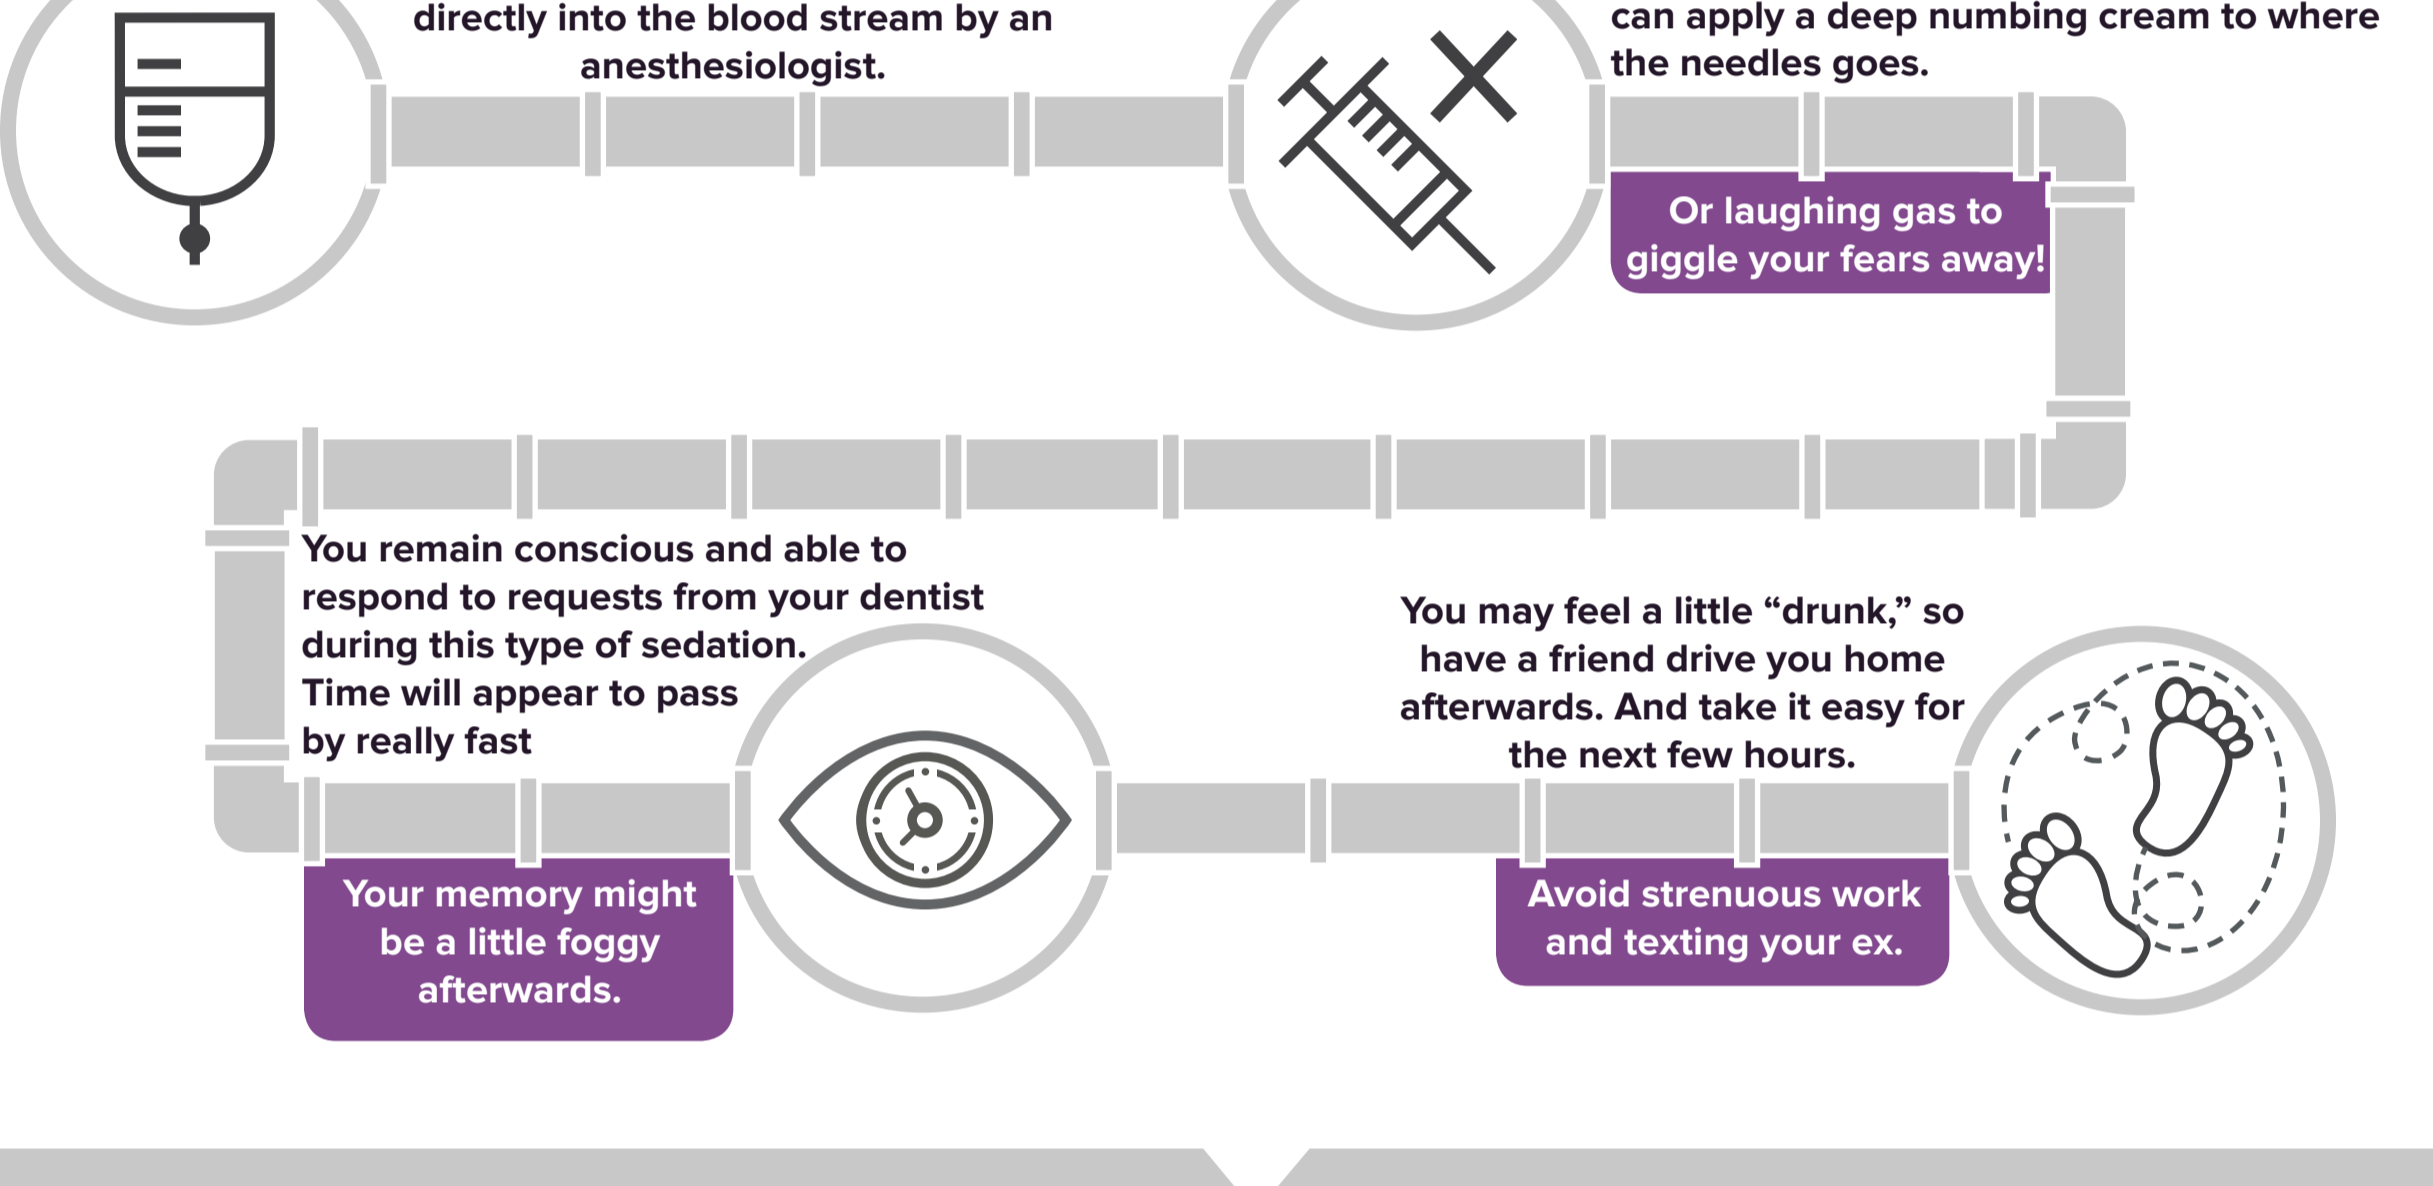 directly into the blood stream by an
anesthesiologist.
can apply a deep numbing cream to where
the needles goes.
Or laughing gas to
giggle your fears away!
You remain conscious and able to
respond to requests from your dentist
during this type of sedation.
Time will appear to pass
by really fast
Your memory might
be a little foggy
afterwards.
You may feel a little “drunk,” so
have a friend drive you home
afterwards. And take it easy for
the next few hours.
Avoid strenuous work
and texting your ex.